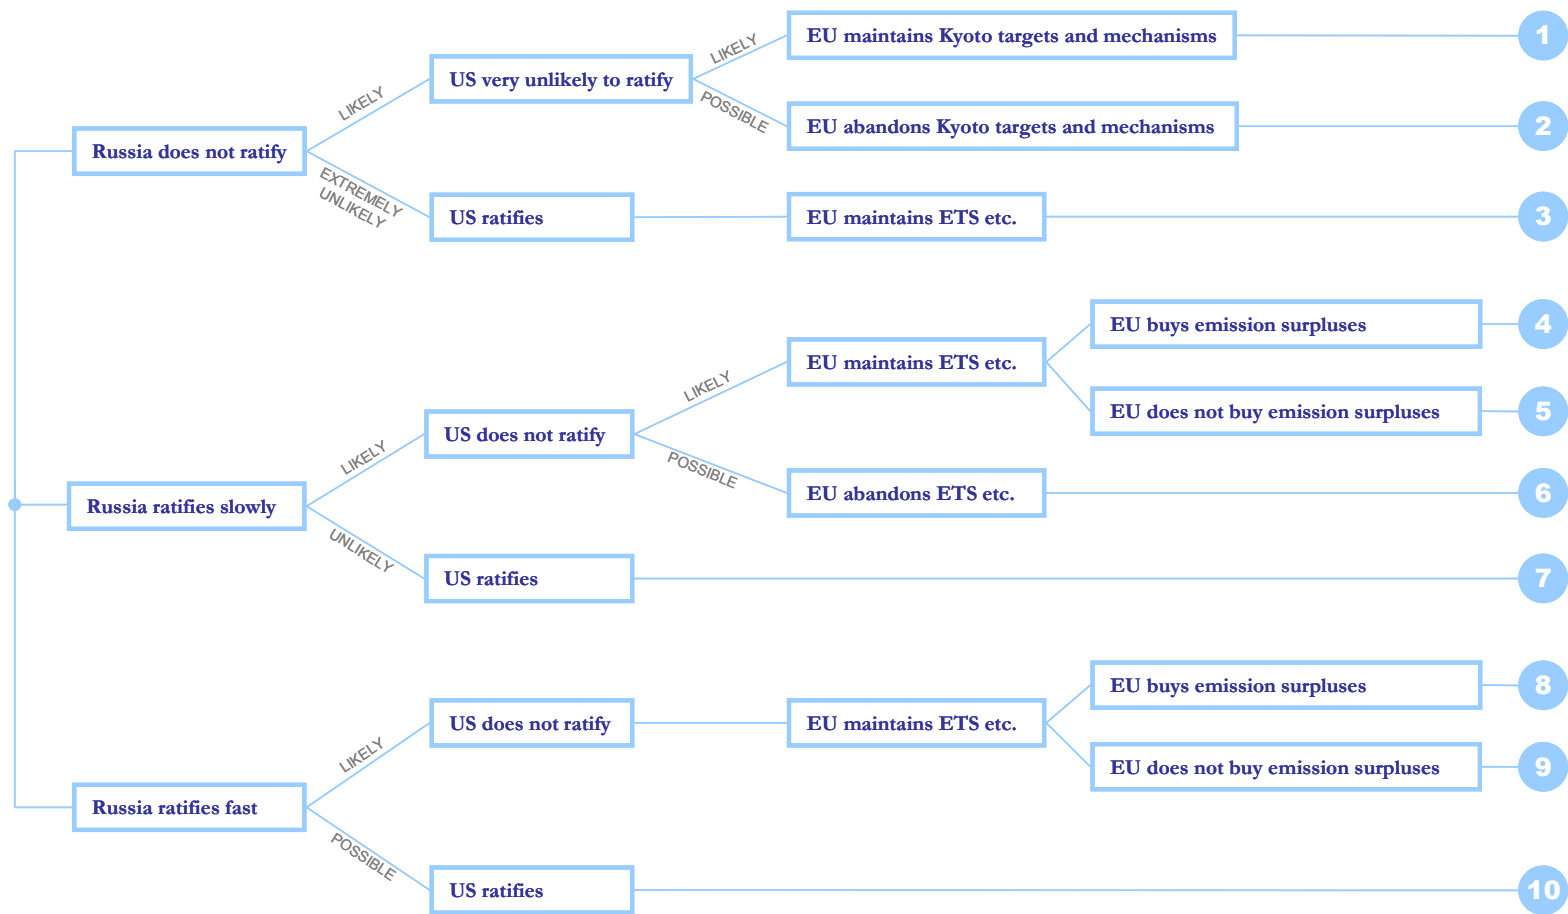 EU maintains Kyoto targets and mechanisms
1
LIKELY
US very unlikely to ratify
LIKELY
POSSIBLE
EU abandons Kyoto targets and mechanisms
2
Russia does not ratify
EXTREMELY
UNLIKELY
US ratifies
EU maintains ETS etc.
3
EU buys emission surpluses
4
EU maintains ETS etc.
LIKELY
EU does not buy emission surpluses
5
US does not ratify
LIKELY
POSSIBLE
EU abandons ETS etc.
6
Russia ratifies slowly
UNLIKELY
US ratifies
7
EU buys emission surpluses
8
US does not ratify
EU maintains ETS etc.
LIKELY
EU does not buy emission surpluses
9
Russia ratifies fast
POSSIBLE
US ratifies
10